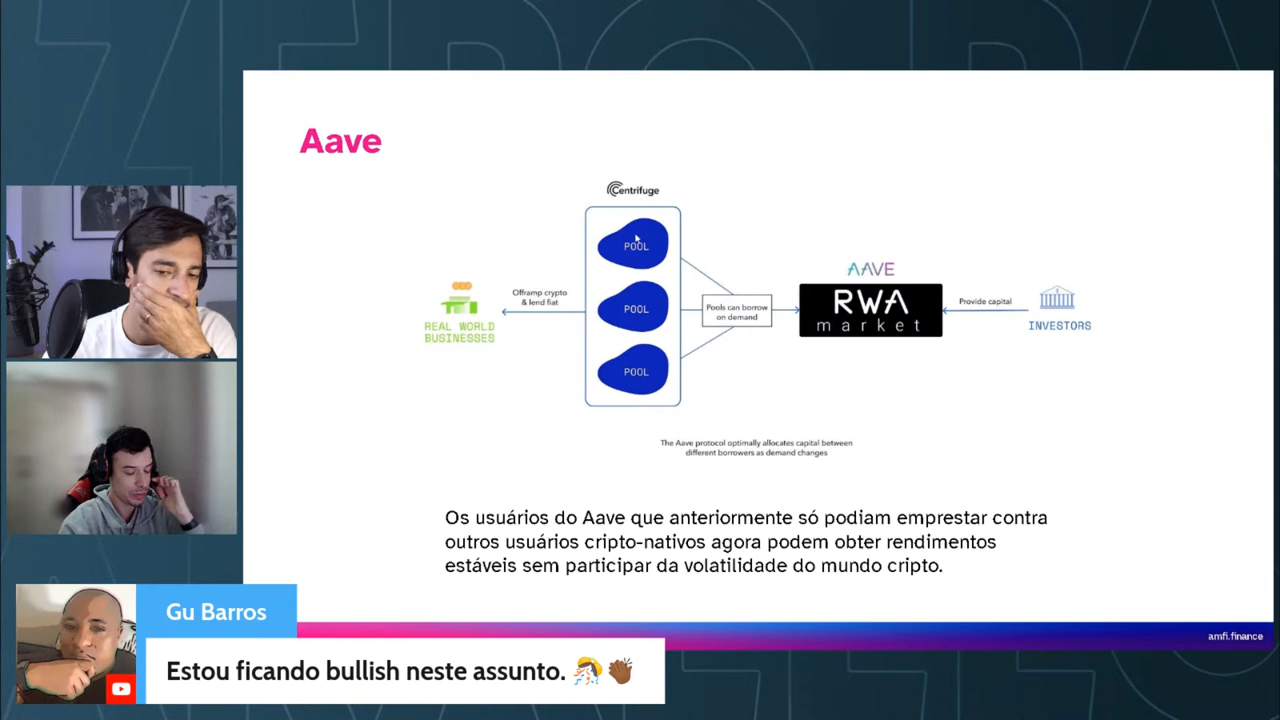 Aave
Centrifuge
POOL
POOL
POOL
Offramp crypto
& lend fiat
REAL WORLD
BUSINESSES
Pools can borrow
on demand
AAVE
RWA
market
Provide capital
INVESTORS
The Aave protocol optimally allocates capital between
different borrowers as demand changes
Os usuários do Aave que anteriormente só podiam emprestar contra
outros usuários cripto-nativos agora podem obter rendimentos
estáveis sem participar da volatilidade do mundo cripto.
amfi.finance
Gu Barros
Estou ficando bullish neste assunto. 🎊👏🏾